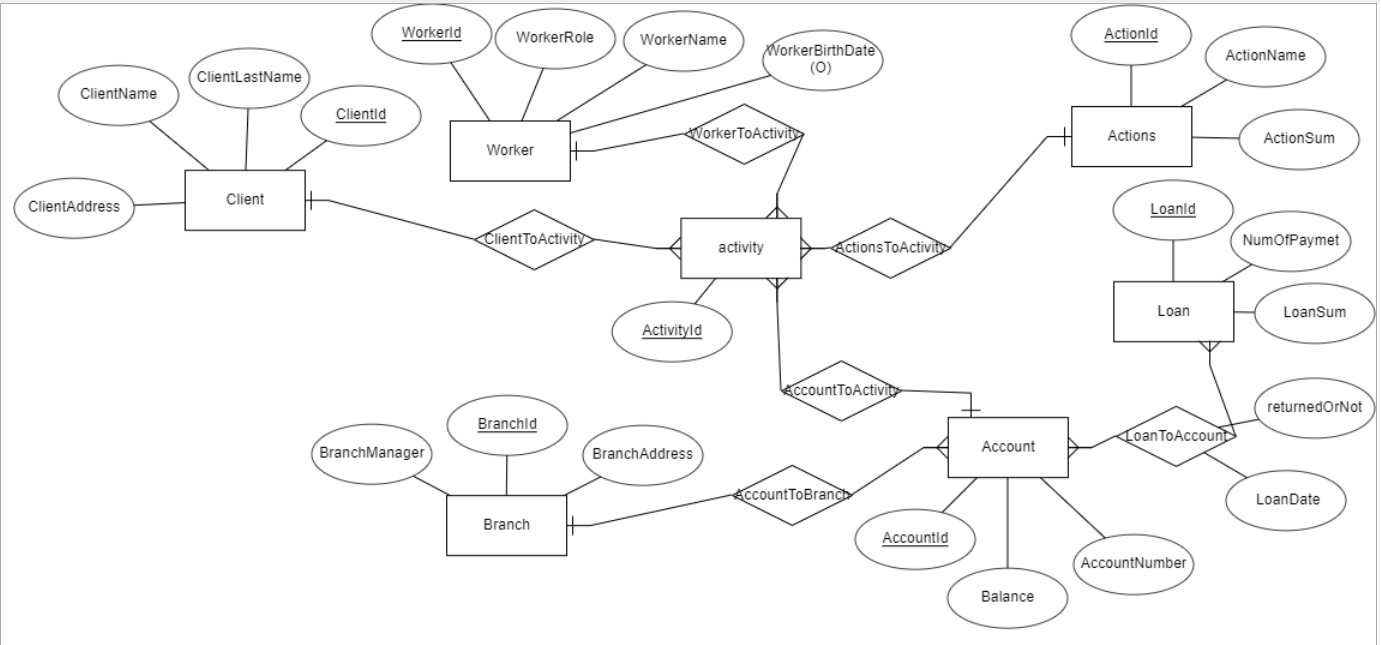 WorkerId
WorkerRole
WorkerName
WorkerBirthDate
(O)
ActionId
ActionName
ClientLastName
ClientName
ClientId
WorkerToActivity
Actions
ActionSum
Worker
Client
ClientAddress
LoanId
ClientToActivity
activity
ActionsToActivity
NumOfPaymet
Loan
LoanSum
ActivityId
AccountToActivity
returnedOrNot
BranchId
LoanToAccount
BranchManager
BranchAddress
Account
AccountToBranch
LoanDate
Branch
AccountId
AccountNumber
Balance